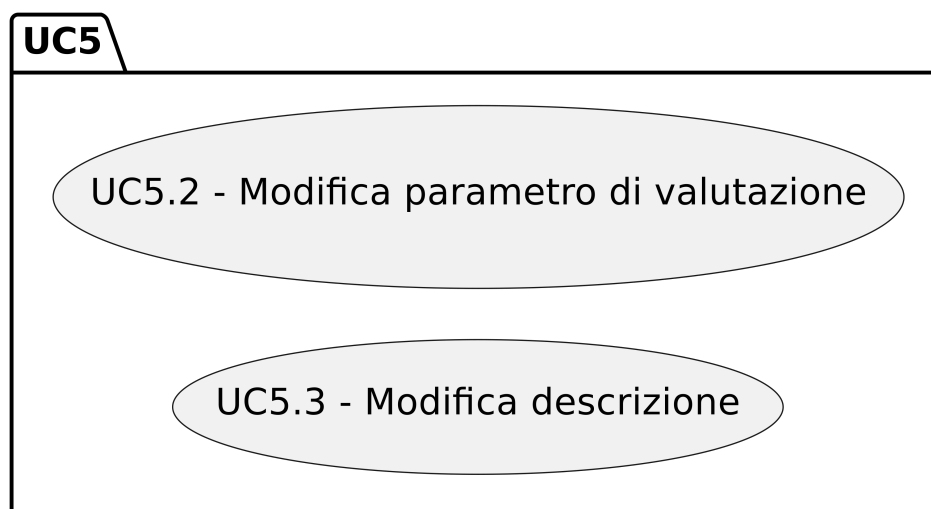 UC5
UC5.2 - Modifica parametro di valutazione
UC5.3 - Modifica descrizione